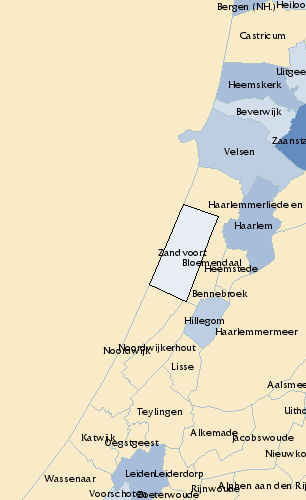 Bergen (NH.)
Heiloo
Castricum
Uitgee
Heemskerk
Beverwijk
Zaansta
Velsen
Haarlemmerliede en
Haarlem
Zandvoort
Bloemendaal
Heemstede
Bennebroek
Hillegom
Haarlemmermeer
Noordwijkerhout
Noordwijk
Lisse
Aalsmee
Teylingen
Uitho
Alkemade
Jacobswoude
Katwijk
Oegstgeest
Nieuwko
Wassenaar
Leiden
Leiderdorp
Alphen aan den Rij
Rijnwoude
Voorschoten
Zoeterwoude